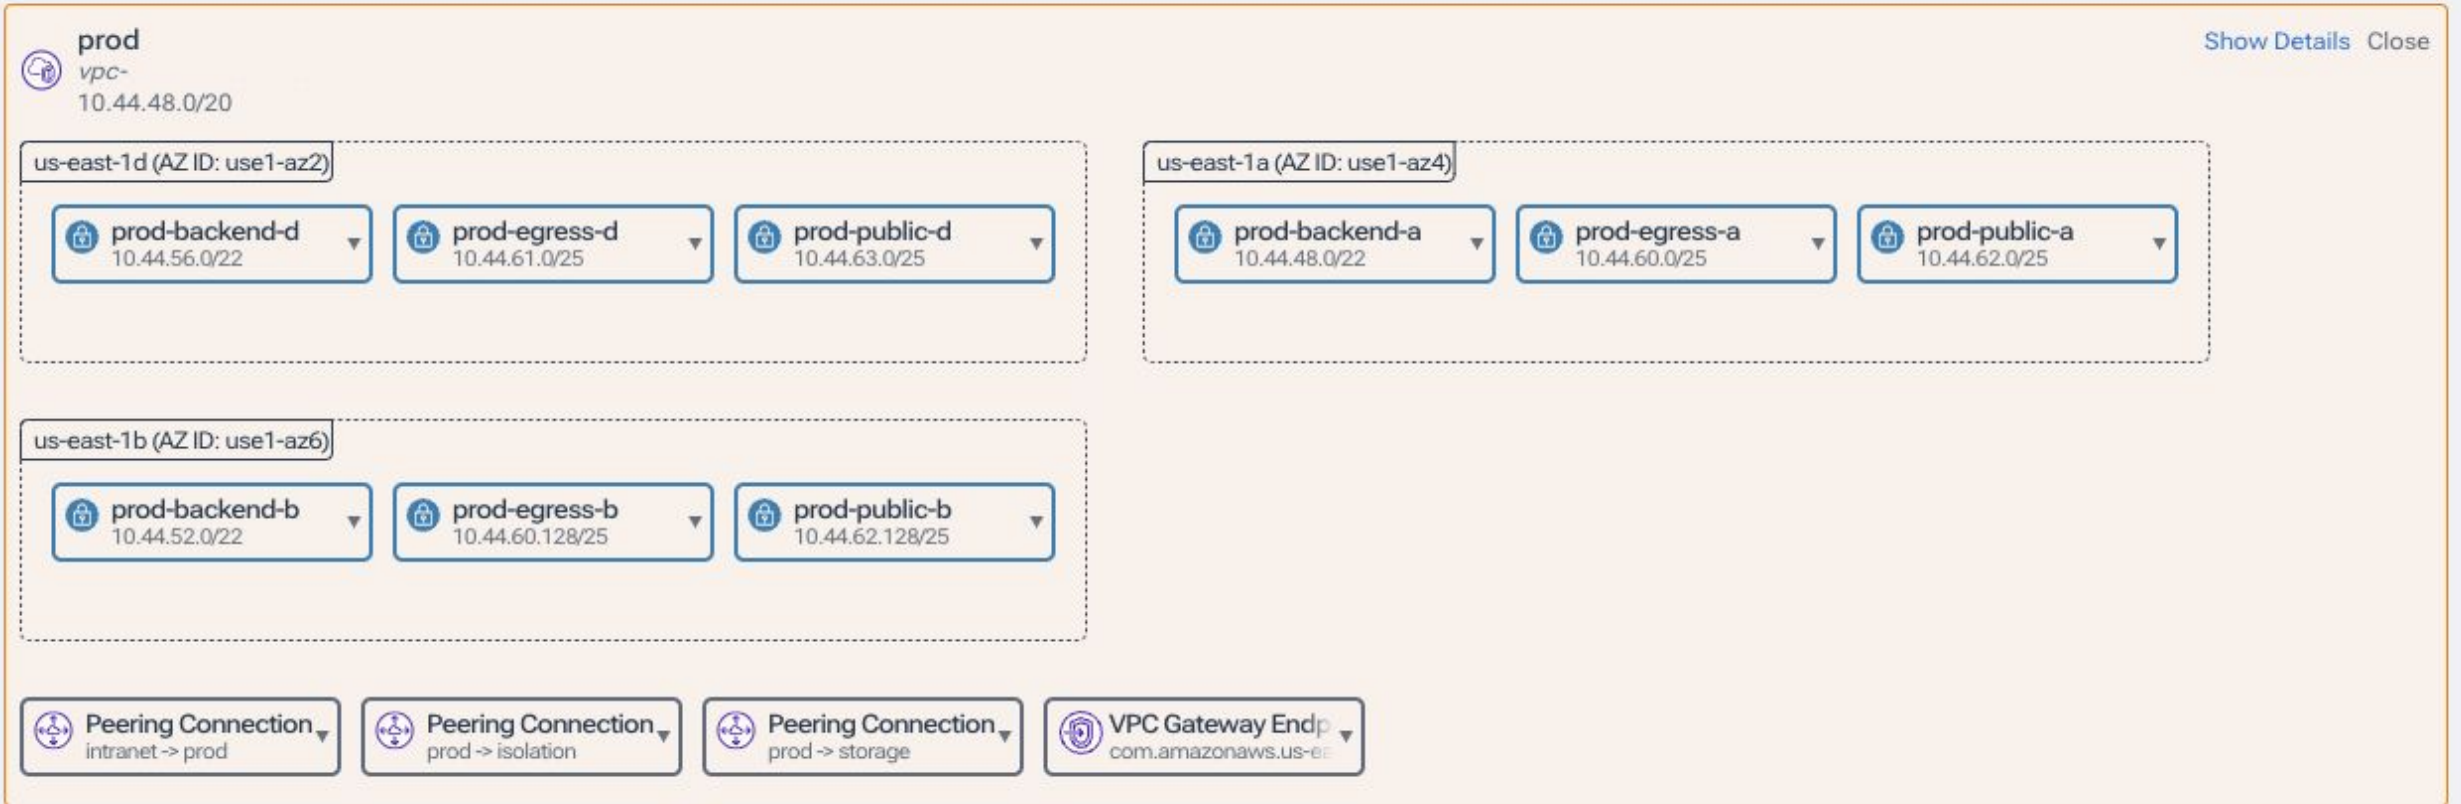 prod
vpc-
10.44.48.0/20
Show Details Close
us-east-1d (AZ ID: use1-az2)
prod-backend-d
10.44.56.0/22
prod-egress-d
10.44.61.0/25
prod-public-d
10.44.63.0/25
us-east-1a (AZ ID: use1-az4)
prod-backend-a
10.44.48.0/22
prod-egress-a
10.44.60.0/25
prod-public-a
10.44.62.0/25
us-east-1b (AZ ID: use1-az6)
prod-backend-b
10.44.52.0/22
prod-egress-b
10.44.60.128/25
prod-public-b
10.44.62.128/25
Peering Connection
intranet -> prod
Peering Connection
prod -> isolation
Peering Connection
prod -> storage
VPC Gateway Endp
com.amazonaws.us-ea